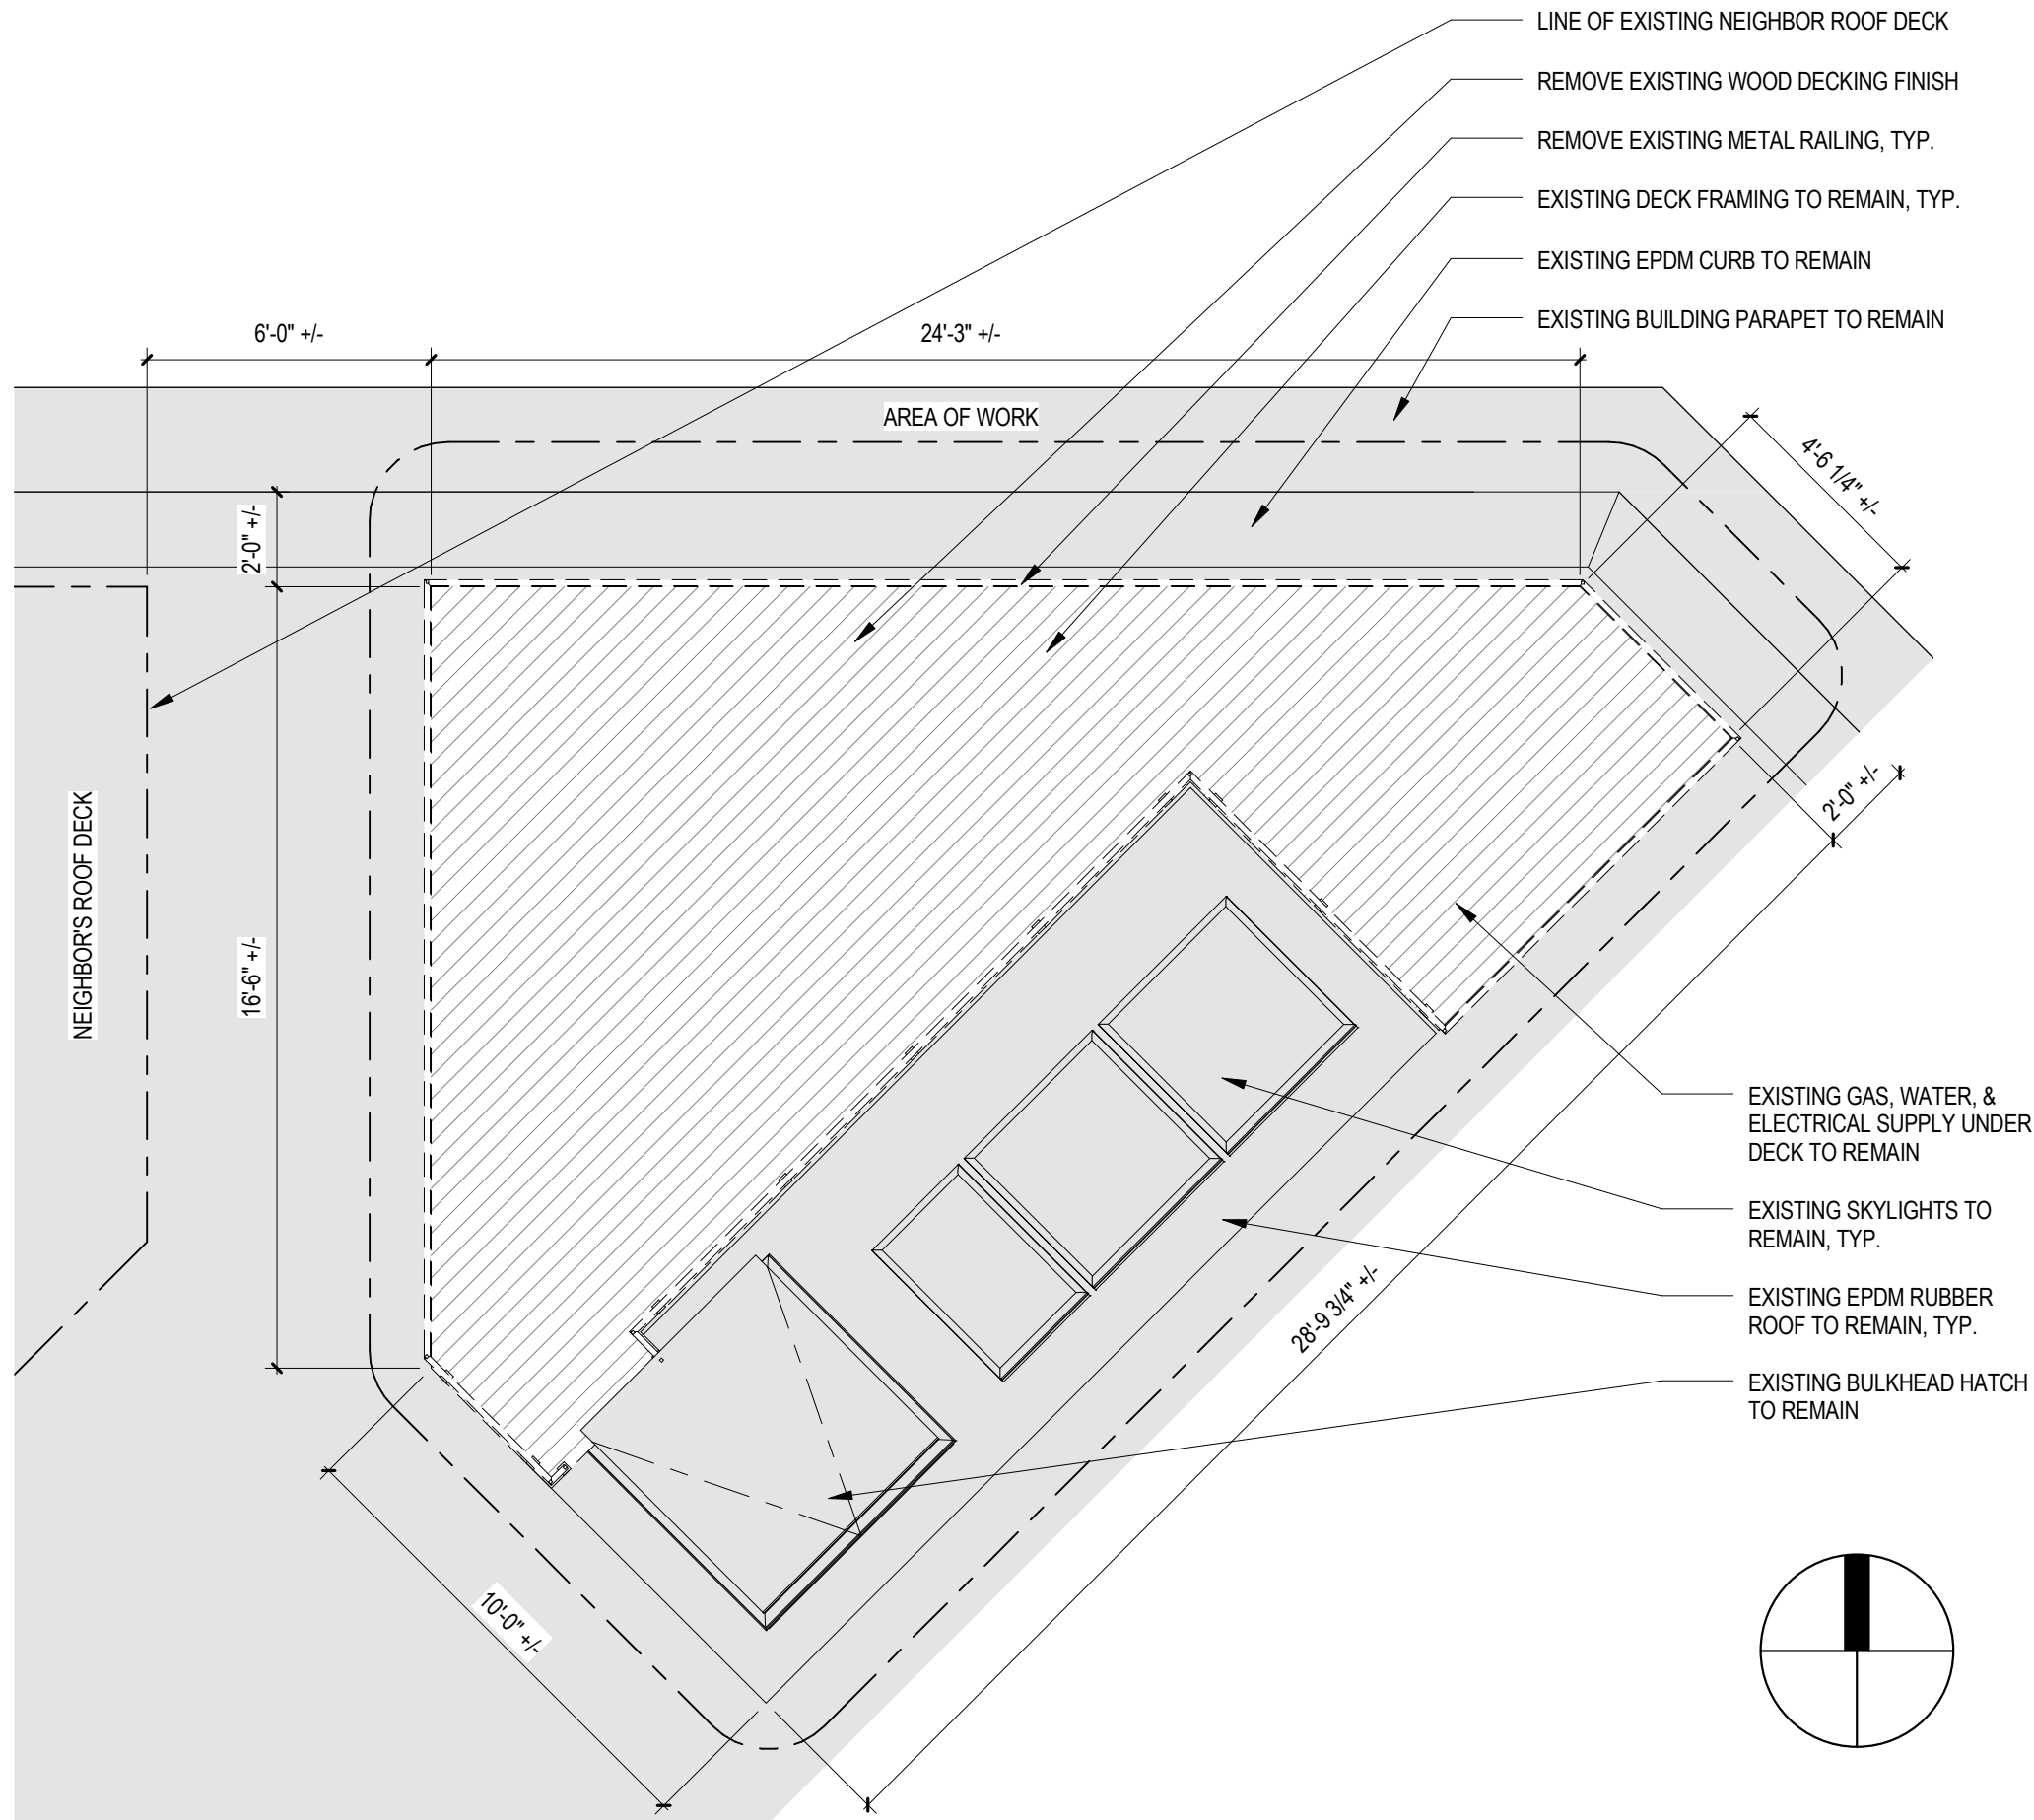 LINE OF EXISTING NEIGHBOR ROOF DECK
REMOVE EXISTING WOOD DECKING FINISH
REMOVE EXISTING METAL RAILING, TYP.
EXISTING DECK FRAMING TO REMAIN, TYP.
EXISTING EPDM CURB TO REMAIN
EXISTING BUILDING PARAPET TO REMAIN
6'-0" +/-
24'-3" +/-
AREA OF WORK
4'-6 1/4" +/-
2'-0" +/-
2'-0" +/-
NEIGHBOR'S ROOF DECK
16'-6" +/-
EXISTING GAS, WATER, &
ELECTRICAL SUPPLY UNDER
DECK TO REMAIN
EXISTING SKYLIGHTS TO
REMAIN, TYP.
EXISTING EPDM RUBBER
ROOF TO REMAIN, TYP.
28'-9 3/4" +/-
EXISTING BULKHEAD HATCH
TO REMAIN
10'-0" +/-